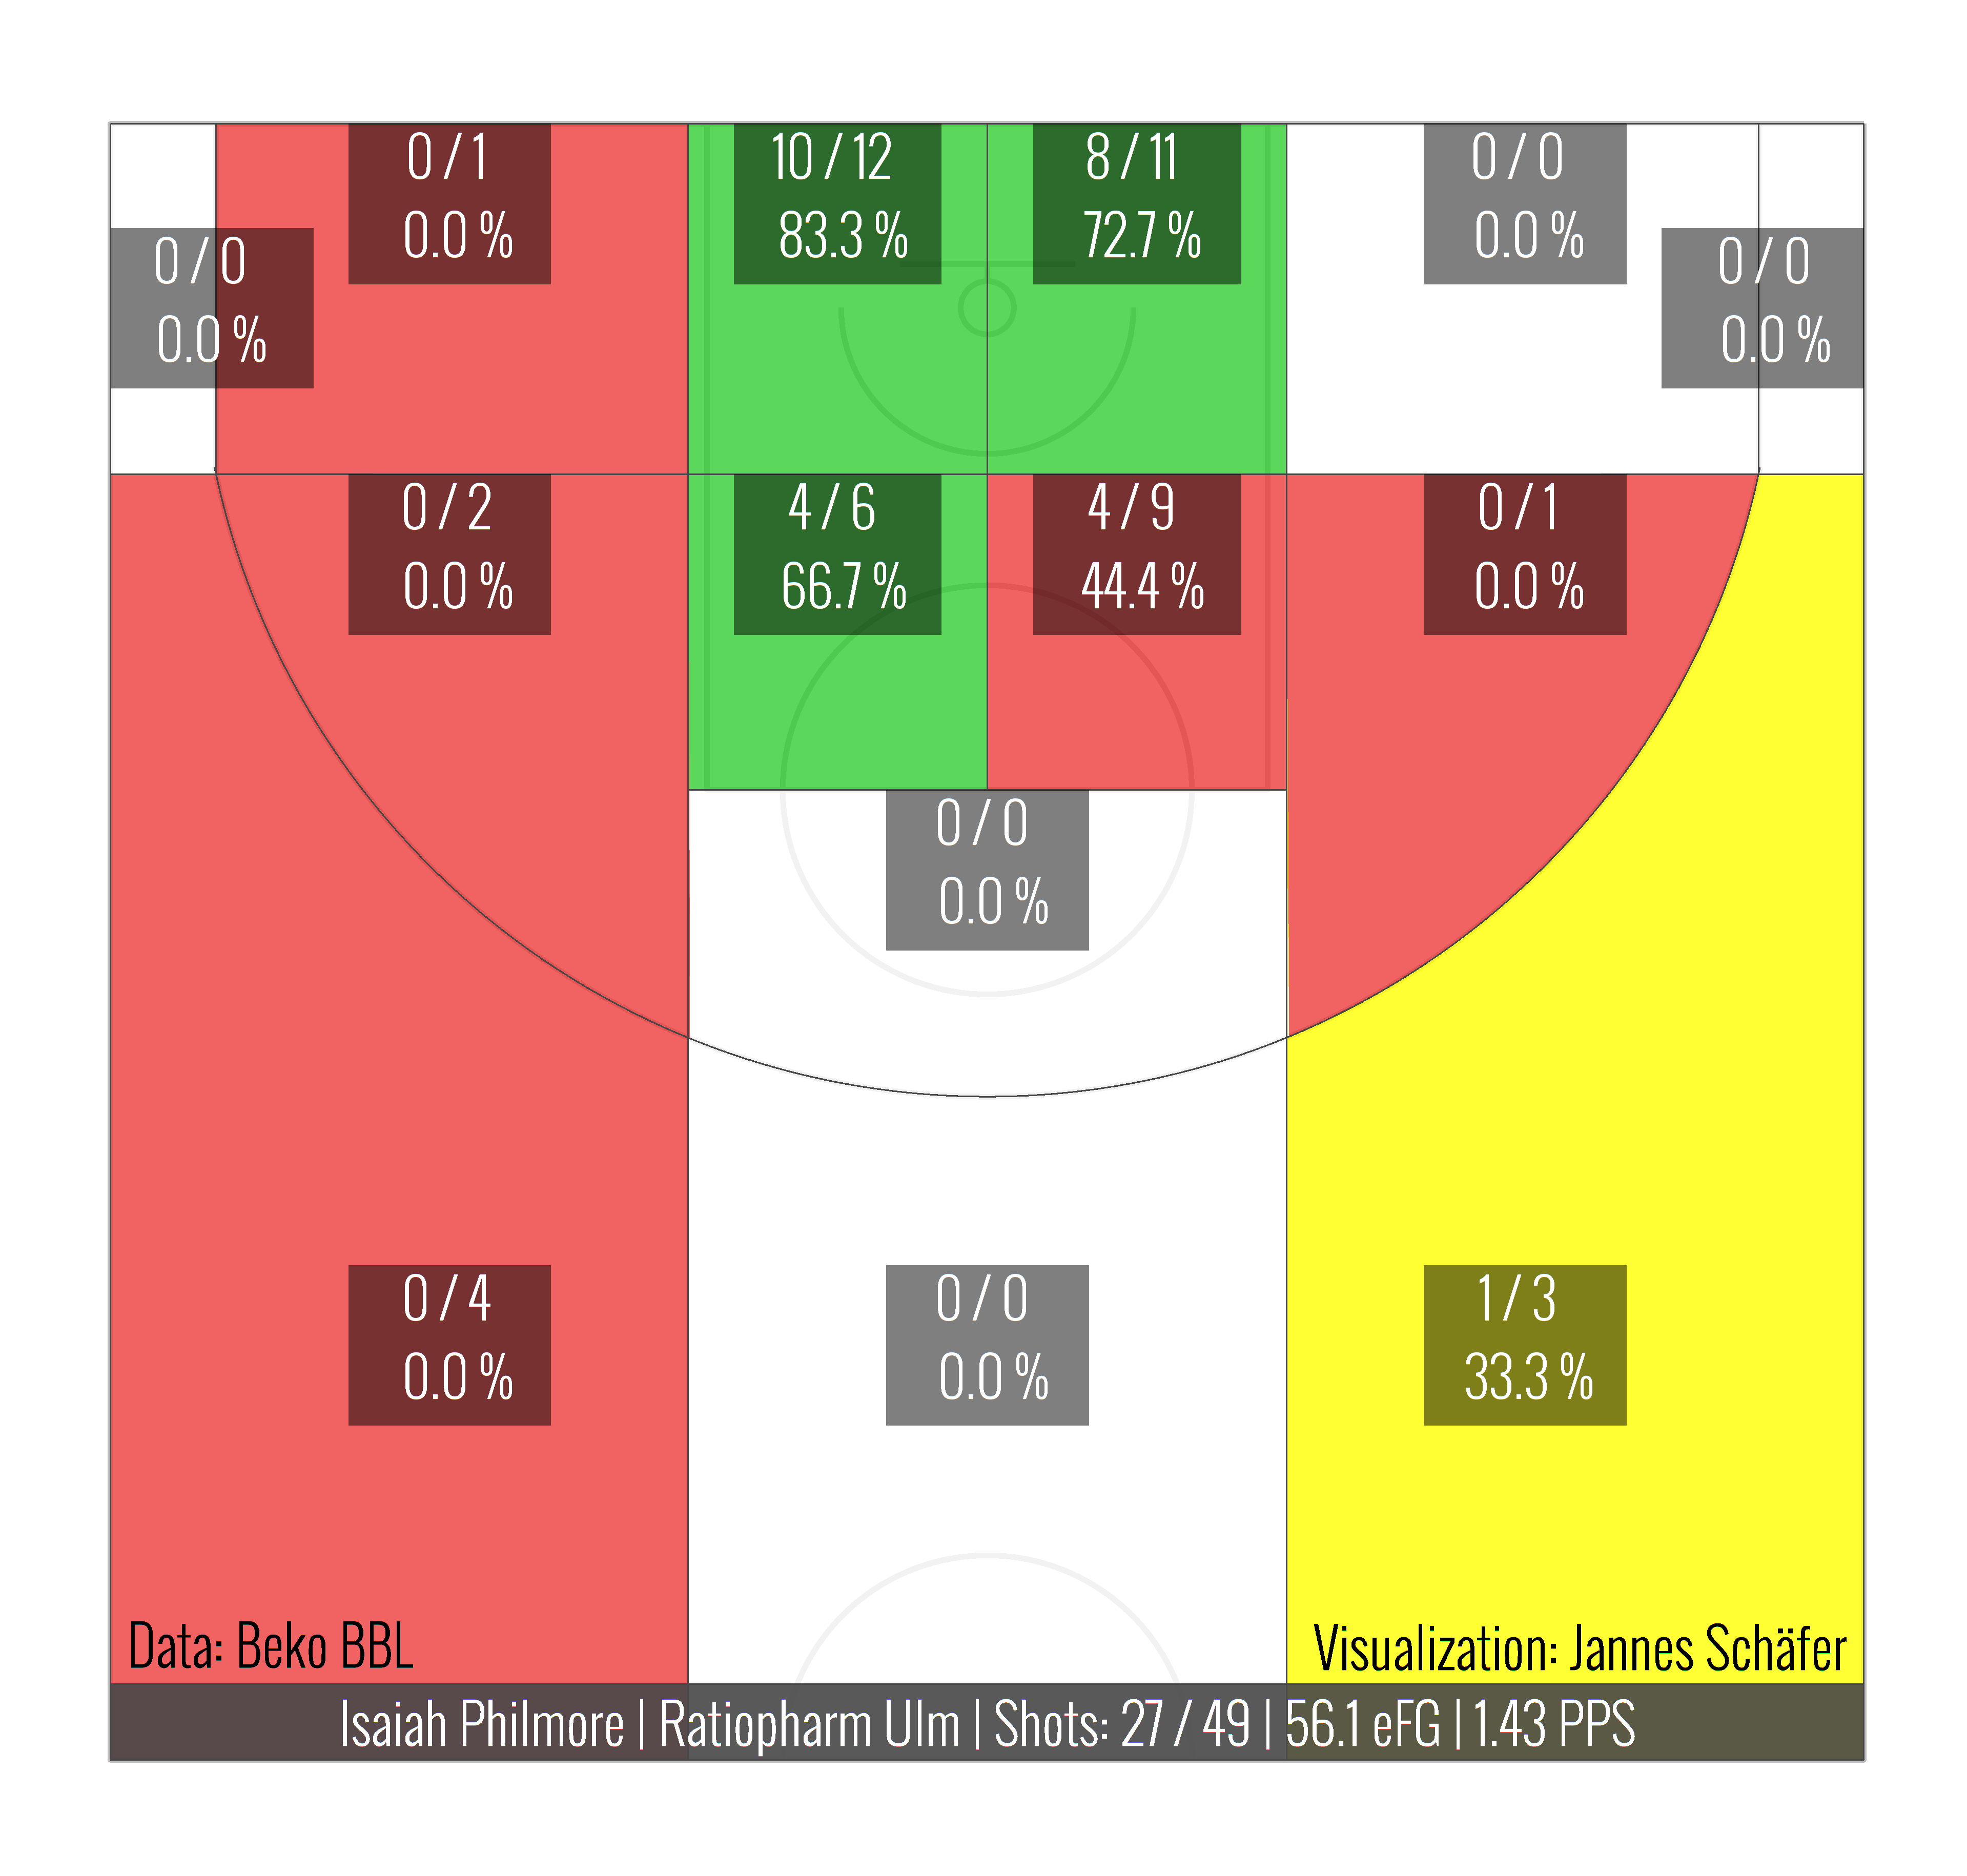 0 / 1
0.0 %
10 / 12
83.3 %
8 / 11
72.7 %
0 / 0
0.0 %
0 / 0
0.0 %
0 / 0
0.0 %
0 / 2
0.0 %
4 / 6
66.7 %
4 / 9
44.4 %
0 / 1
0.0 %
0 / 0
0.0 %
0 / 4
0.0 %
0 / 0
0.0 %
1 / 3
33.3 %
Data: Beko BBL
Visualization: Jannes Schäfer
Isaiah Philmore | Ratiopharm Ulm | Shots: 27 / 49 | 56.1 eFG | 1.43 PPS